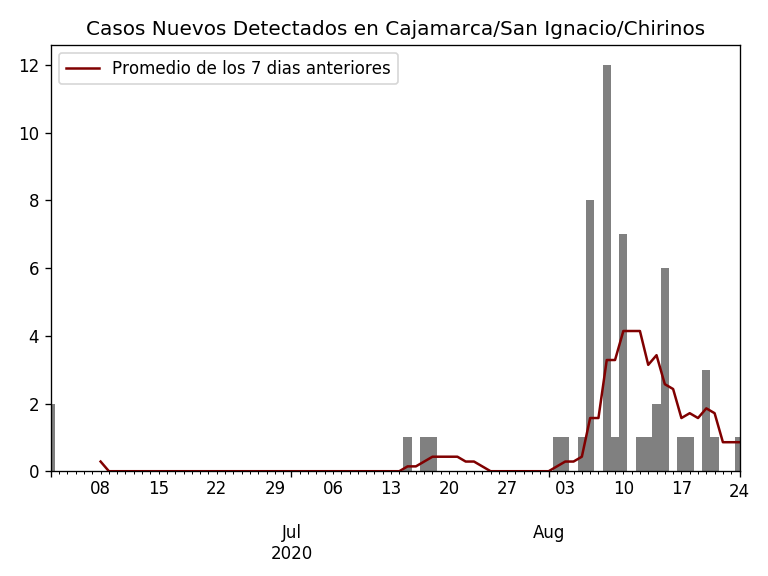 Casos Nuevos Detectados en Cajamarca/San Ignacio/Chirinos
Promedio de los 7 dias anteriores
12
10
8
6
4
2
0
08 15 22 29 06 13 20 27 03 10 17 24
Jul Aug
2020